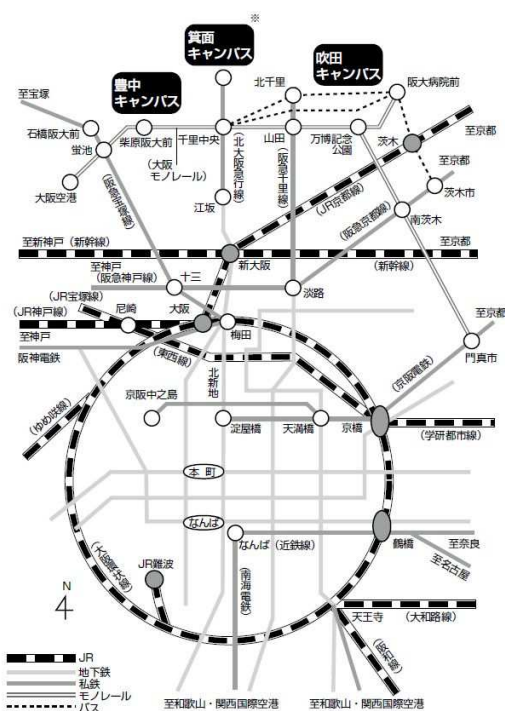 ※
箕面
キャンパス
吹田
キャンパス
豊中
キャンパス
北千里
阪大病院前
至宝塚
石橋阪大前
蛍池
柴原阪大前
千里中央
山田
万博記念
公園
茨木
至京都
至京都
(大阪
モノレール)
(北大阪急行線)
(阪急千里線)
大阪空港
(阪急宝塚線)
江坂
(JR京都線)
茨木市
(阪急京都線)
南茨木
至新神戸(新幹線)
新大阪
(新幹線)
至京都
至神戸
(阪急神戸線)
十三
淡路
(JR宝塚線)
尼崎
大阪
(JR神戸線)
梅田
至京都
至神戸
阪神電鉄
(東西線)
北新地
門真市
(京阪電鉄)
(ゆめ咲線)
京阪中之島
淀屋橋
天満橋
京橋
(学研都市線)
本町
なんば
なんば(近鉄線)
鶴橋
至奈良
至名古屋
(大阪環状線)
JR難波
(南海電鉄)
N
天王寺
(大和路線)
(阪和線)
JR
地下鉄
私鉄
モノレール
バス
至和歌山・関西国際空港
至和歌山・関西国際空港